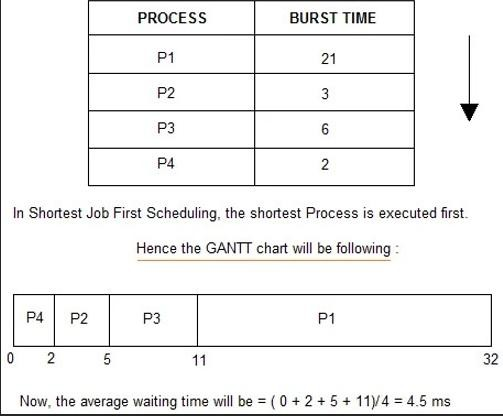 PROCESS BURST TIME
P1 21
P2 3
P3 6
P4 2
In Shortest Job First Scheduling, the shortest Process is executed first.
Hence the GANTT chart will be following :
P4 P2 P3 P1
0 2 5 11 32
Now, the average waiting time will be = ( 0 + 2 + 5 + 11)/ 4 = 4.5 ms